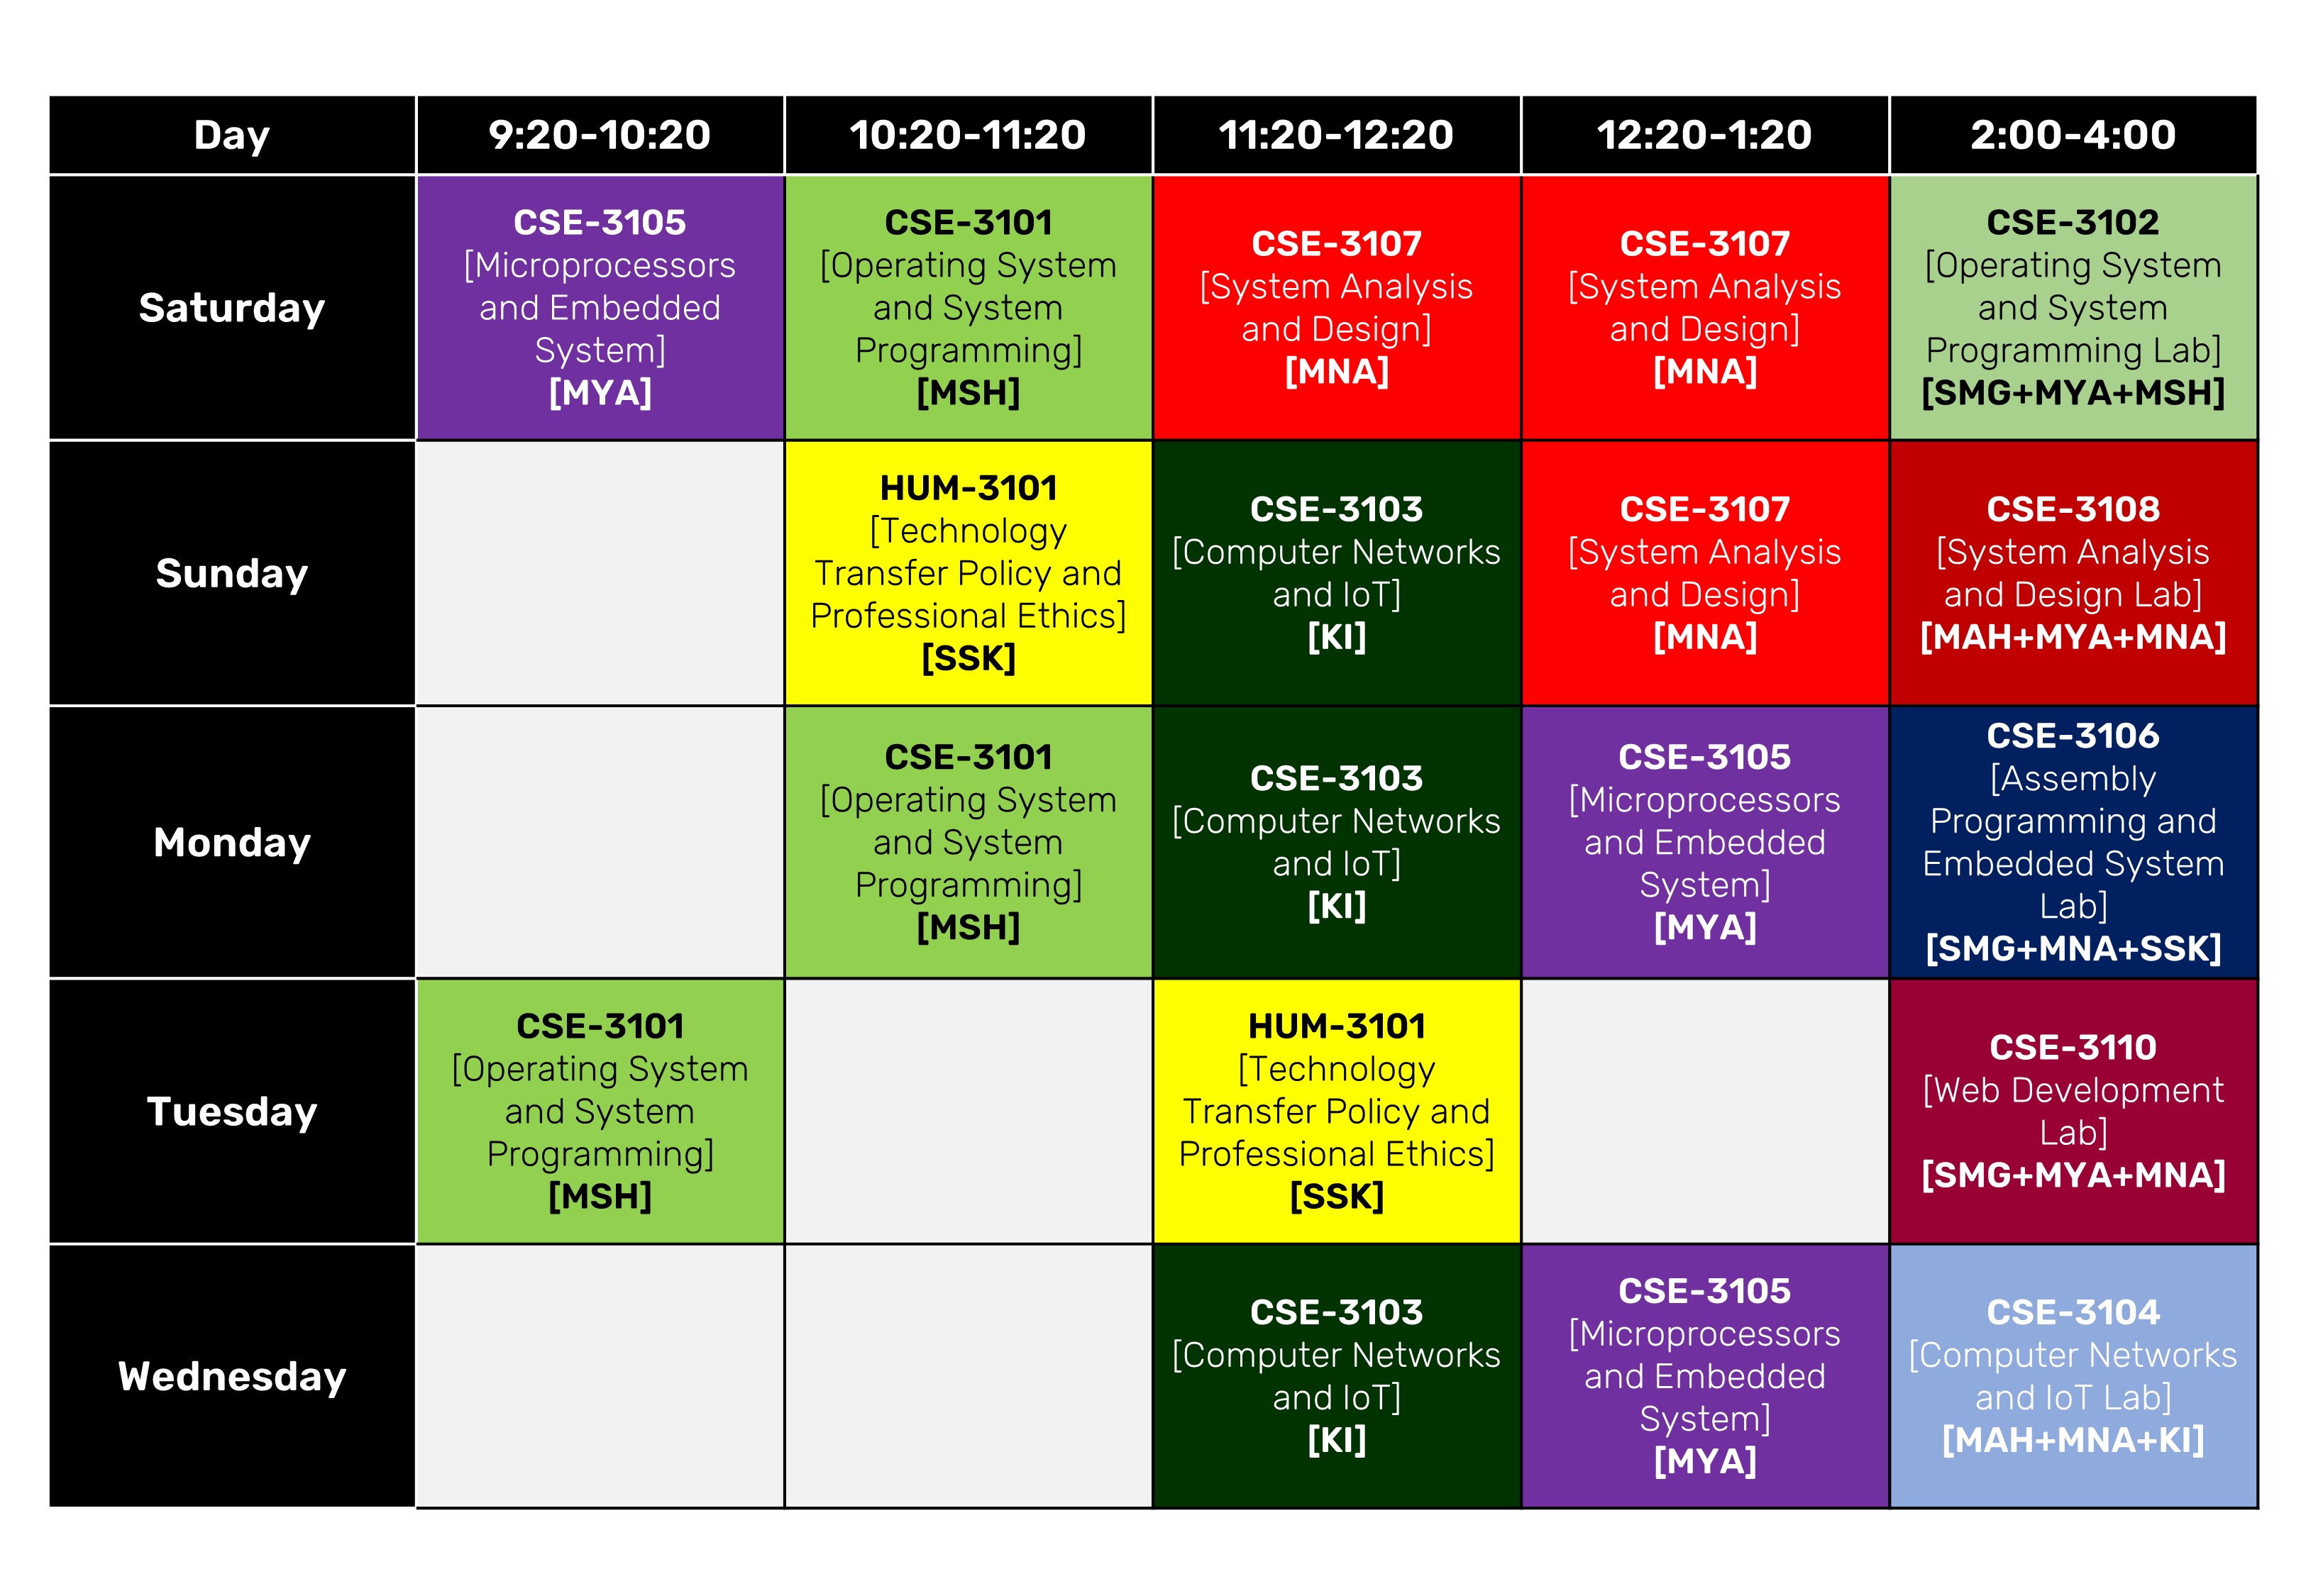 Day
9:20-10:20
10:20-11:20
11:20-12:20
12:20-1:20
2:00-4:00
Saturday
CSE-3105
[Microprocessors
and Embedded
System]
[MYA]
CSE-3101
[Operating System
and System
Programming]
[MSH]
CSE-3107
[System Analysis
and Design]
[MNA]
CSE-3107
[System Analysis
and Design]
[MNA]
CSE-3102
[Operating System
and System
Programming Lab]
[SMG+MYA+MSH]
Sunday
HUM-3101
[Technology
Transfer Policy and
Professional Ethics]
[SSK]
CSE-3103
[Computer Networks
and IoT]
[KI]
CSE-3107
[System Analysis
and Design]
[MNA]
CSE-3108
[System Analysis
and Design Lab]
[MAH+MYA+MNA]
Monday
CSE-3101
[Operating System
and System
Programming]
[MSH]
CSE-3103
[Computer Networks
and IoT]
[KI]
CSE-3105
[Microprocessors
and Embedded
System]
[MYA]
CSE-3106
[Assembly
Programming and
Embedded System
Lab]
[SMG+MNA+SSK]
Tuesday
CSE-3101
[Operating System
and System
Programming]
[MSH]
HUM-3101
[Technology
Transfer Policy and
Professional Ethics]
[SSK]
CSE-3110
[Web Development
Lab]
[SMG+MYA+MNA]
Wednesday
CSE-3103
[Computer Networks
and IoT]
[KI]
CSE-3105
[Microprocessors
and Embedded
System]
[MYA]
CSE-3104
[Computer Networks
and IoT Lab]
[MAH+MNA+KI]